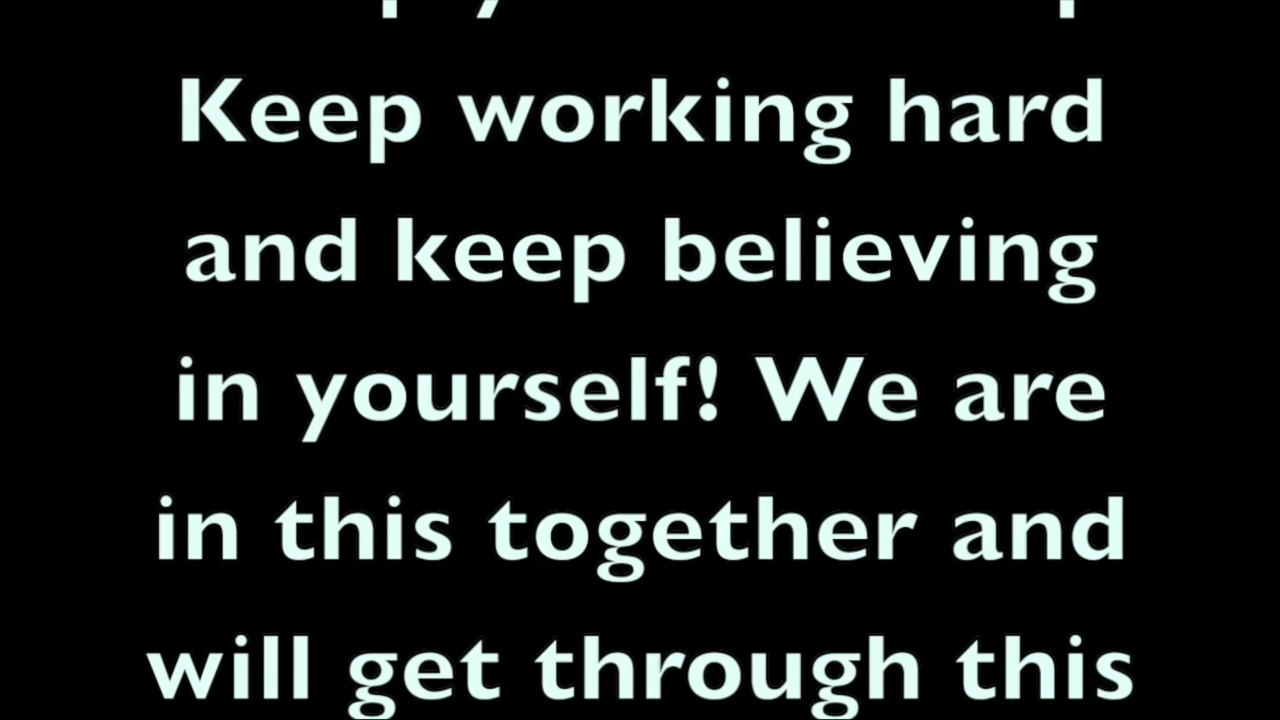 Keep working hard
and keep believing
in yourself! We are
in this together and
will get through this